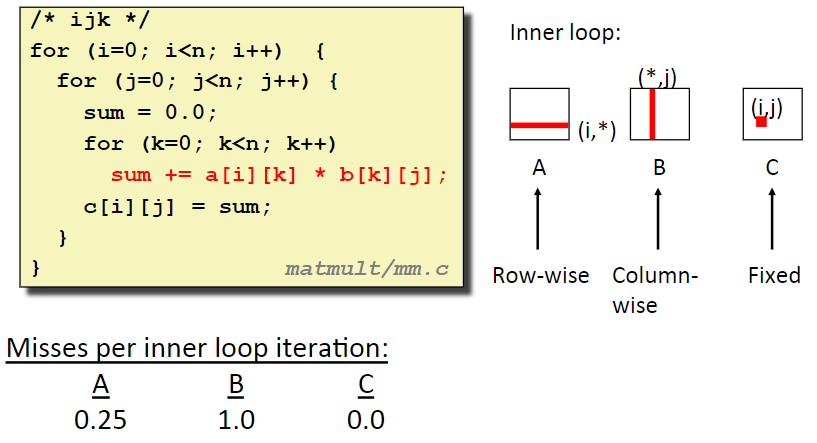 /* ijk */
for (i=0; i<n; i++)  {
  for (j=0; j<n; j++) {
    sum = 0.0;
    for (k=0; k<n; k++)
      sum += a[i][k] * b[k][j];
    c[i][j] = sum;
  }
}
matmult/mm.c
Inner loop:
(*,j)
(i,*)
(i,j)
A B C
Row-wise Column-wise Fixed
Misses per inner loop iteration:
A B C
0.25 1.0 0.0